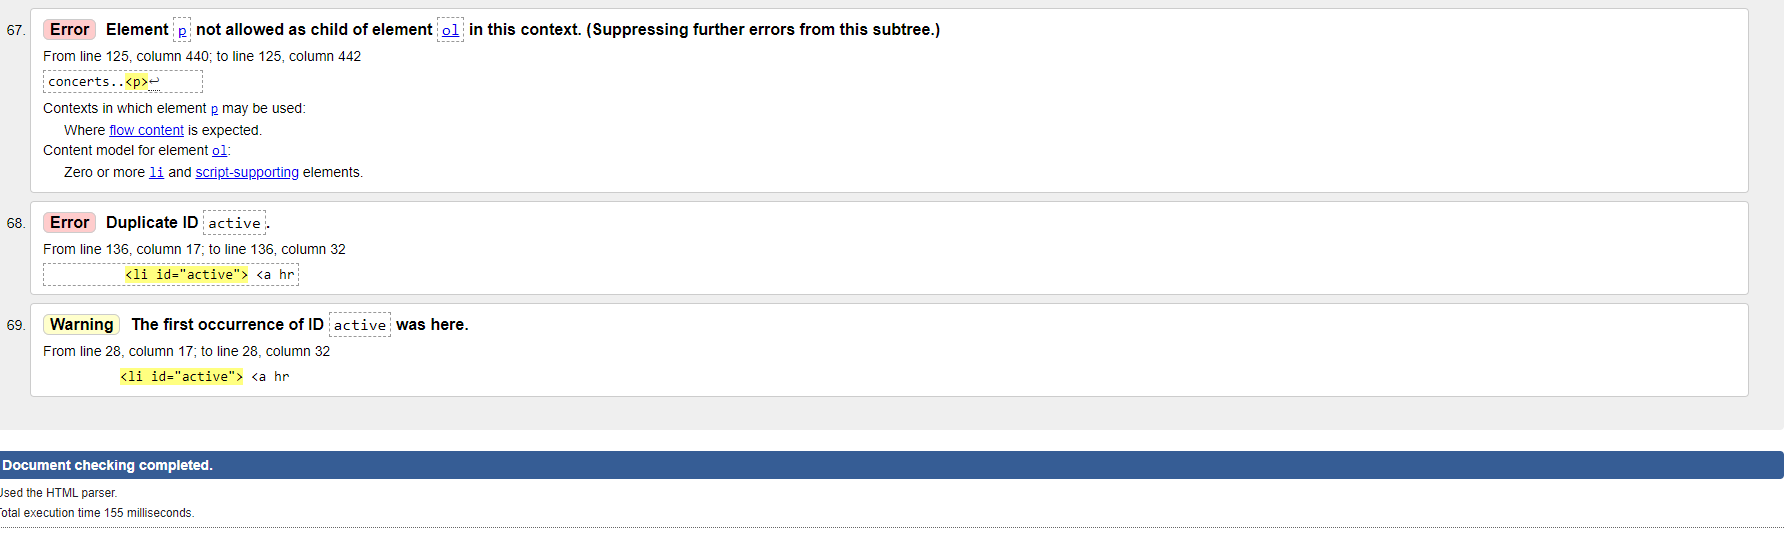 67. Error Element p not allowed as child of element ol in this context. (Suppressing further errors from this subtree.)
From line 125, column 440; to line 125, column 442
concerts..<p>↩
Contexts in which element p may be used:
Where flow content is expected.
Content model for element ol:
Zero or more li and script-supporting elements.
68. Error Duplicate ID active.
From line 136, column 17; to line 136, column 32
<li id="active"> <a hr
69. Warning The first occurrence of ID active was here.
From line 28, column 17; to line 28, column 32
<li id="active"> <a hr
Document checking completed.
Used the HTML parser.
Total execution time 155 milliseconds.